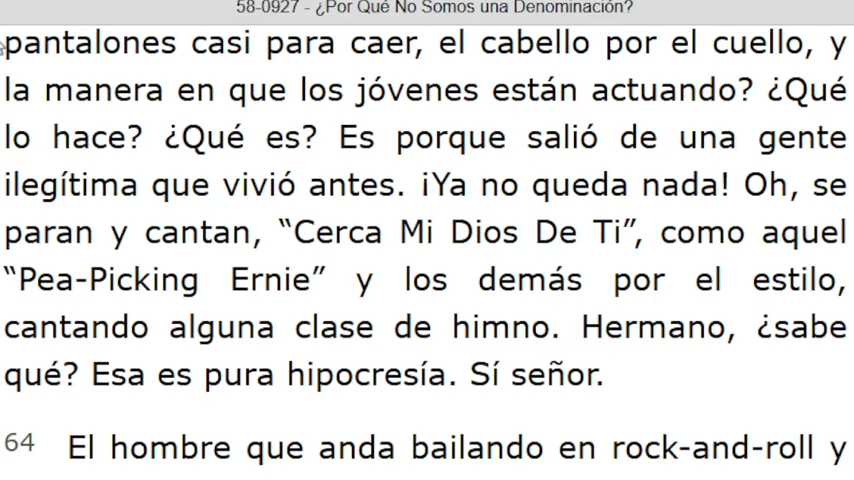 58-0927 - ¿Por Qué No Somos una Denominación?
pantalones casi para caer, el cabello por el cuello, y
la manera en que los jóvenes están actuando? ¿Qué
lo hace? ¿Qué es? Es porque salió de una gente
ilegítima que vivió antes. ¡Ya no queda nada! Oh, se
paran y cantan, “Cerca Mi Dios De Ti”, como aquel
“Pea-Picking Ernie” y los demás por el estilo,
cantando alguna clase de himno. Hermano, ¿sabe
qué? Esa es pura hipocresía. Sí señor.
64 El hombre que anda bailando en rock-and-roll y